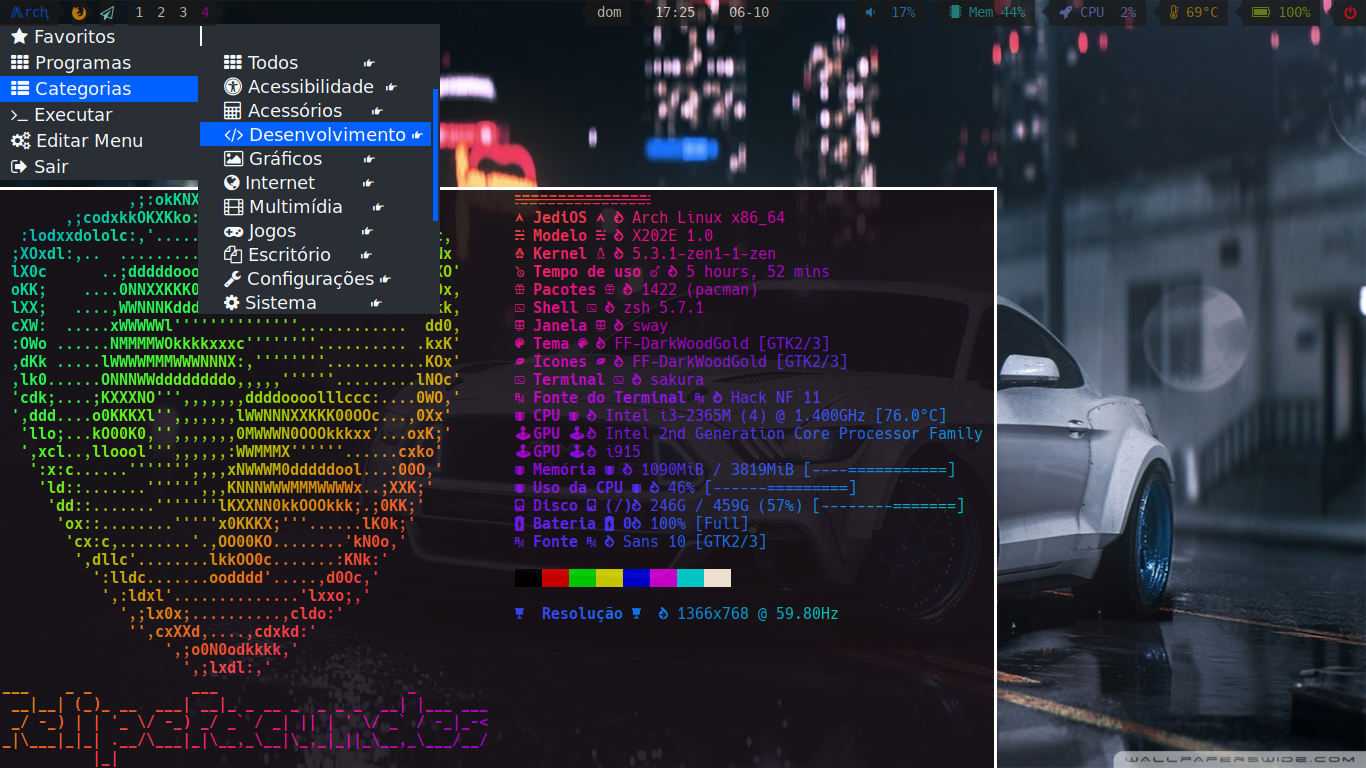 Arch 1 2 3 4 dom 17:25 06-10 17% Mem 44% CPU 2% 69°C 100%
Favoritos
Programas
Categorias
Executar
Editar Menu
Sair
Todos
Acessibilidade
Acessórios
Desenvolvimento
Gráficos
Internet
Multimídia
Jogos
Escritório
Configurações
Sistema
JediOS Arch Linux x86_64
Modelo X202E 1.0
Kernel 5.3.1-zen1-1-zen
Tempo de uso 5 hours, 52 mins
Pacotes 1422 (pacman)
Shell zsh 5.7.1
Janela sway
Tema FF-DarkWoodGold [GTK2/3]
Ícones FF-DarkWoodGold [GTK2/3]
Terminal sakura
Fonte do Terminal Hack NF 11
CPU Intel i3-2365M (4) @ 1.400GHz [76.0°C]
GPU Intel 2nd Generation Core Processor Family
GPU i915
Memória 1090MiB / 3819MiB [----===========]
Uso da CPU 46% [------=========]
Disco (/) 246G / 459G (57%) [--------=======]
Bateria 0 100% [Full]
Fonte Sans 10 [GTK2/3]
Resolução 1366x768 @ 59.80Hz
WALLPAPERSWIDE.COM